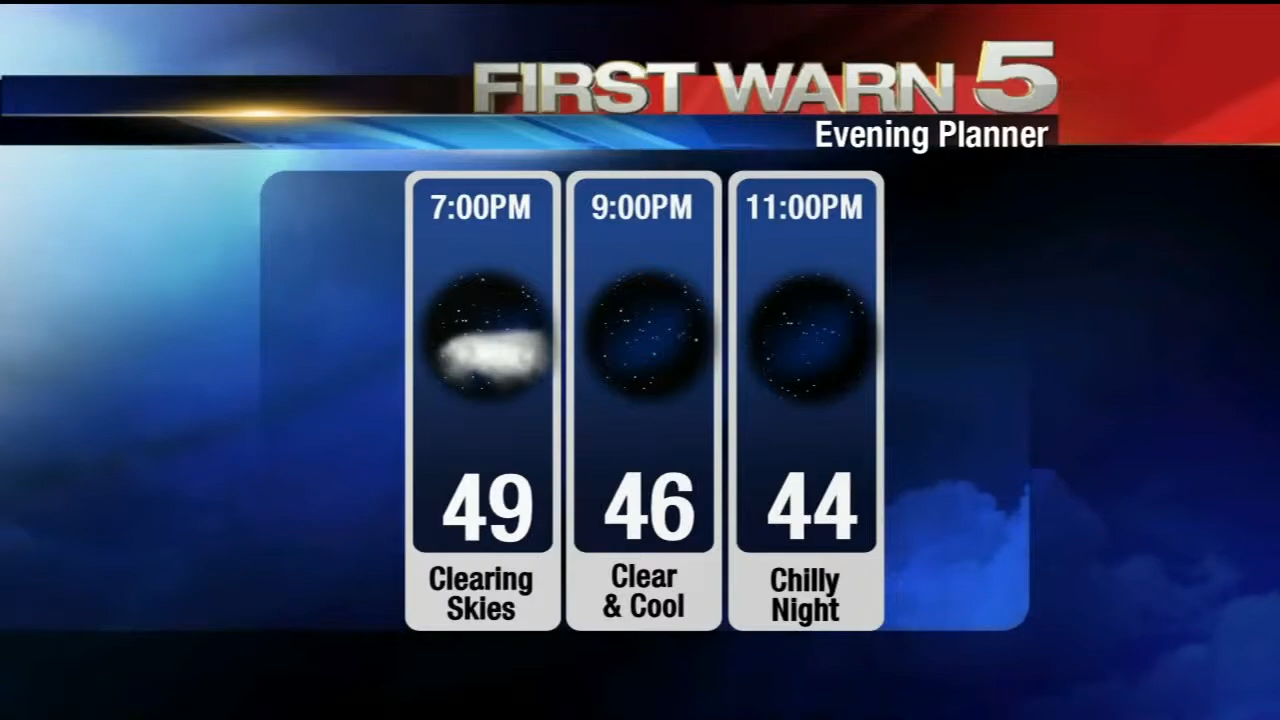 FIRST WARN 5
Evening Planner
7:00PM
49
Clearing
Skies
9:00PM
46
Clear
& Cool
11:00PM
44
Chilly
Night